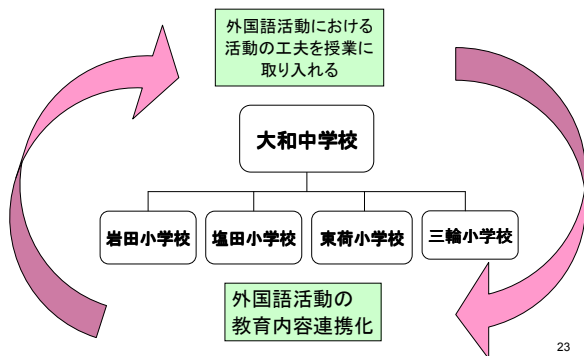 外国語活動における
活動の工夫を授業に
取り入れる
大和中学校
岩田小学校
塩田小学校
束荷小学校
三輪小学校
外国語活動の
教育内容連携化
23